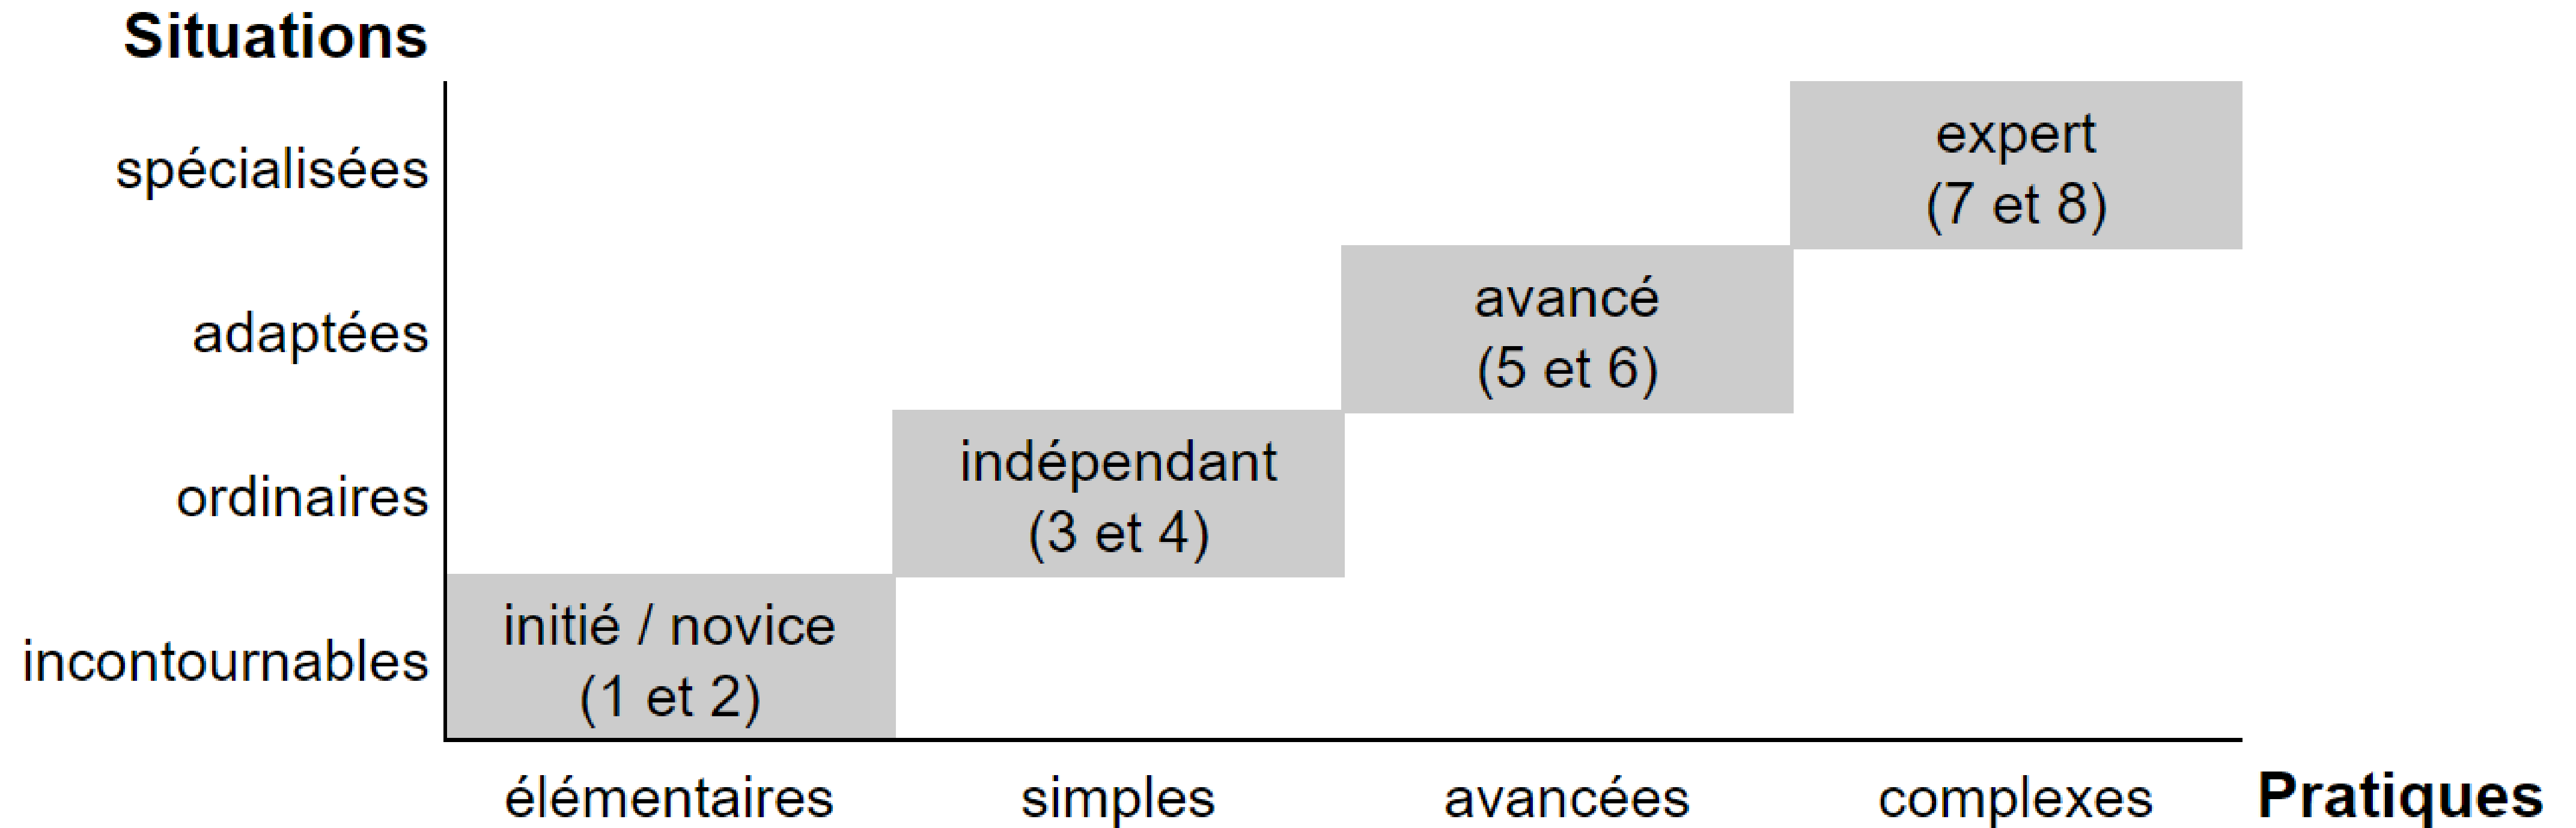 Situations
spécialisées
expert
(7 et 8)
adaptées
avancé
(5 et 6)
ordinaires
indépendant
(3 et 4)
incontournables
initié / novice
(1 et 2)
élémentaires
simples
avancées
complexes
Pratiques